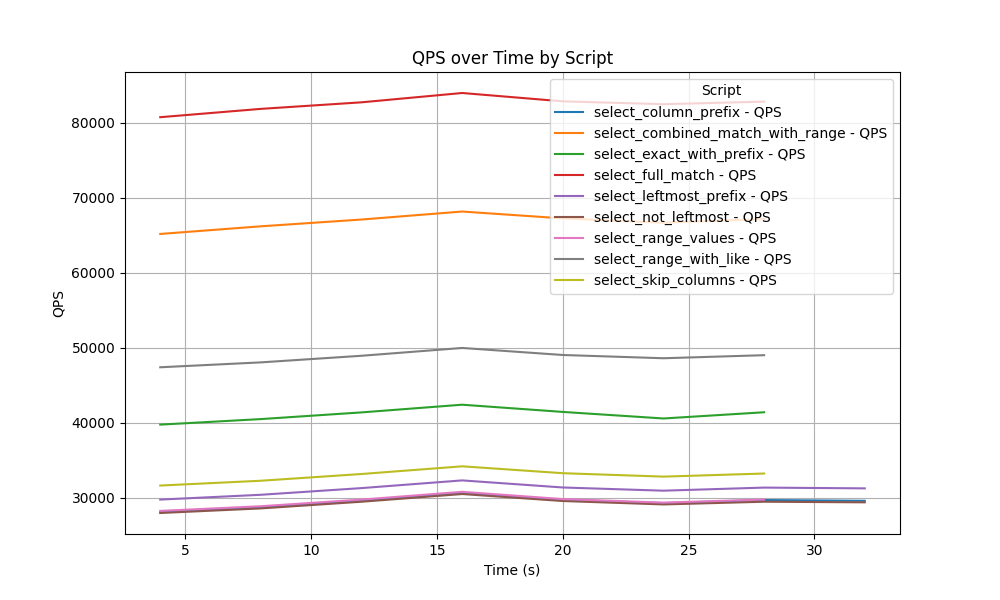 QPS over Time by Script
Script
select_column_prefix - QPS
select_combined_match_with_range - QPS
select_exact_with_prefix - QPS
select_full_match - QPS
select_leftmost_prefix - QPS
select_not_leftmost - QPS
select_range_values - QPS
select_range_with_like - QPS
select_skip_columns - QPS
QPS
80000
70000
60000
50000
40000
30000
5 10 15 20 25 30
Time (s)